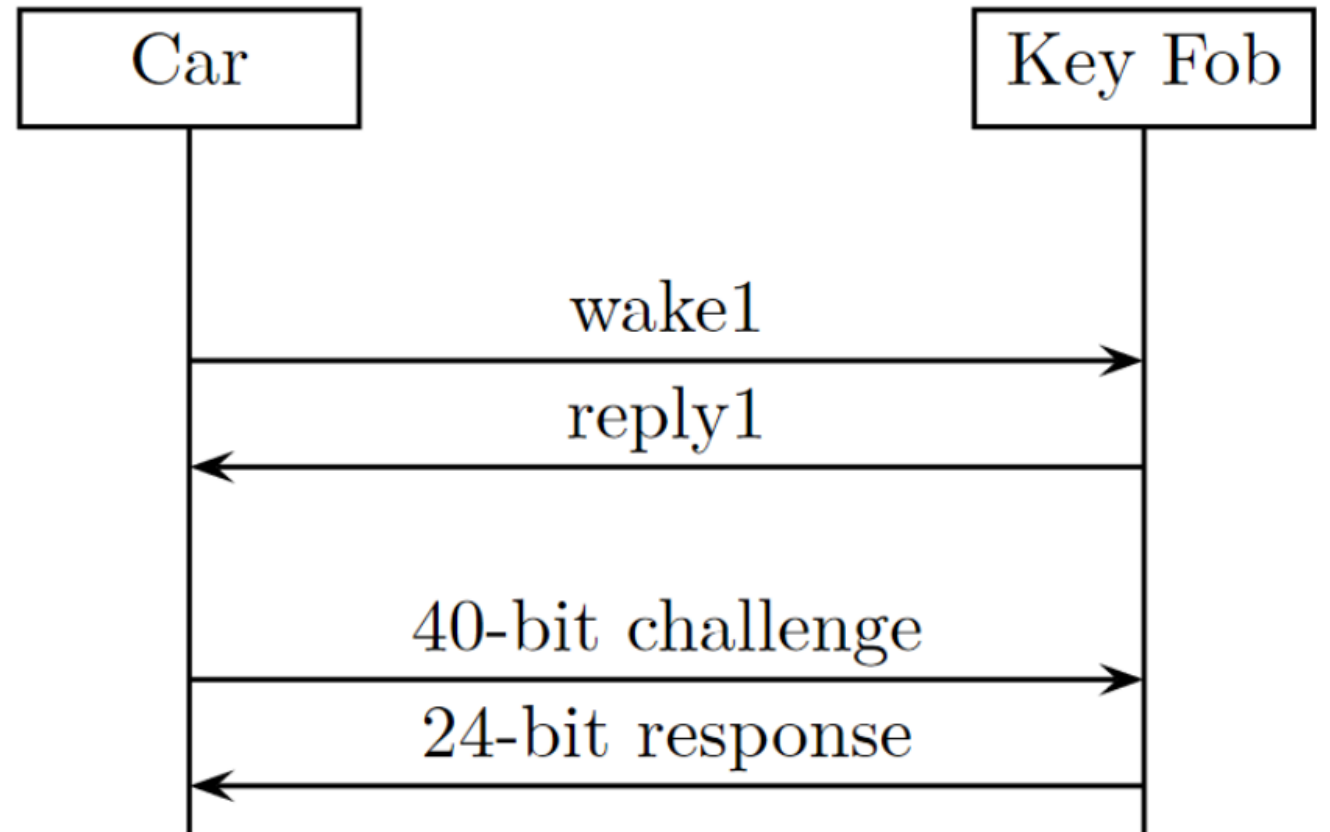 Car
Key Fob
wake1
reply1
40-bit challenge
24-bit response